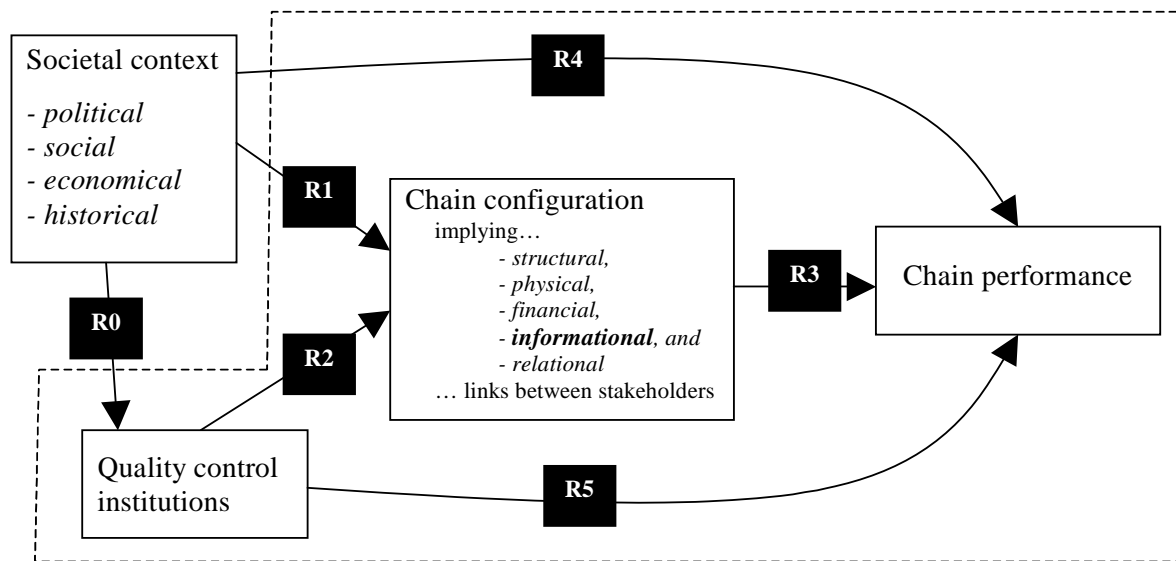 Societal context
- political
- social
- economical
- historical
R4
R1
Chain configuration
implying…
- structural,
- physical,
- financial,
- informational, and
- relational
… links between stakeholders
R3
Chain performance
R0
R2
Quality control
institutions
R5